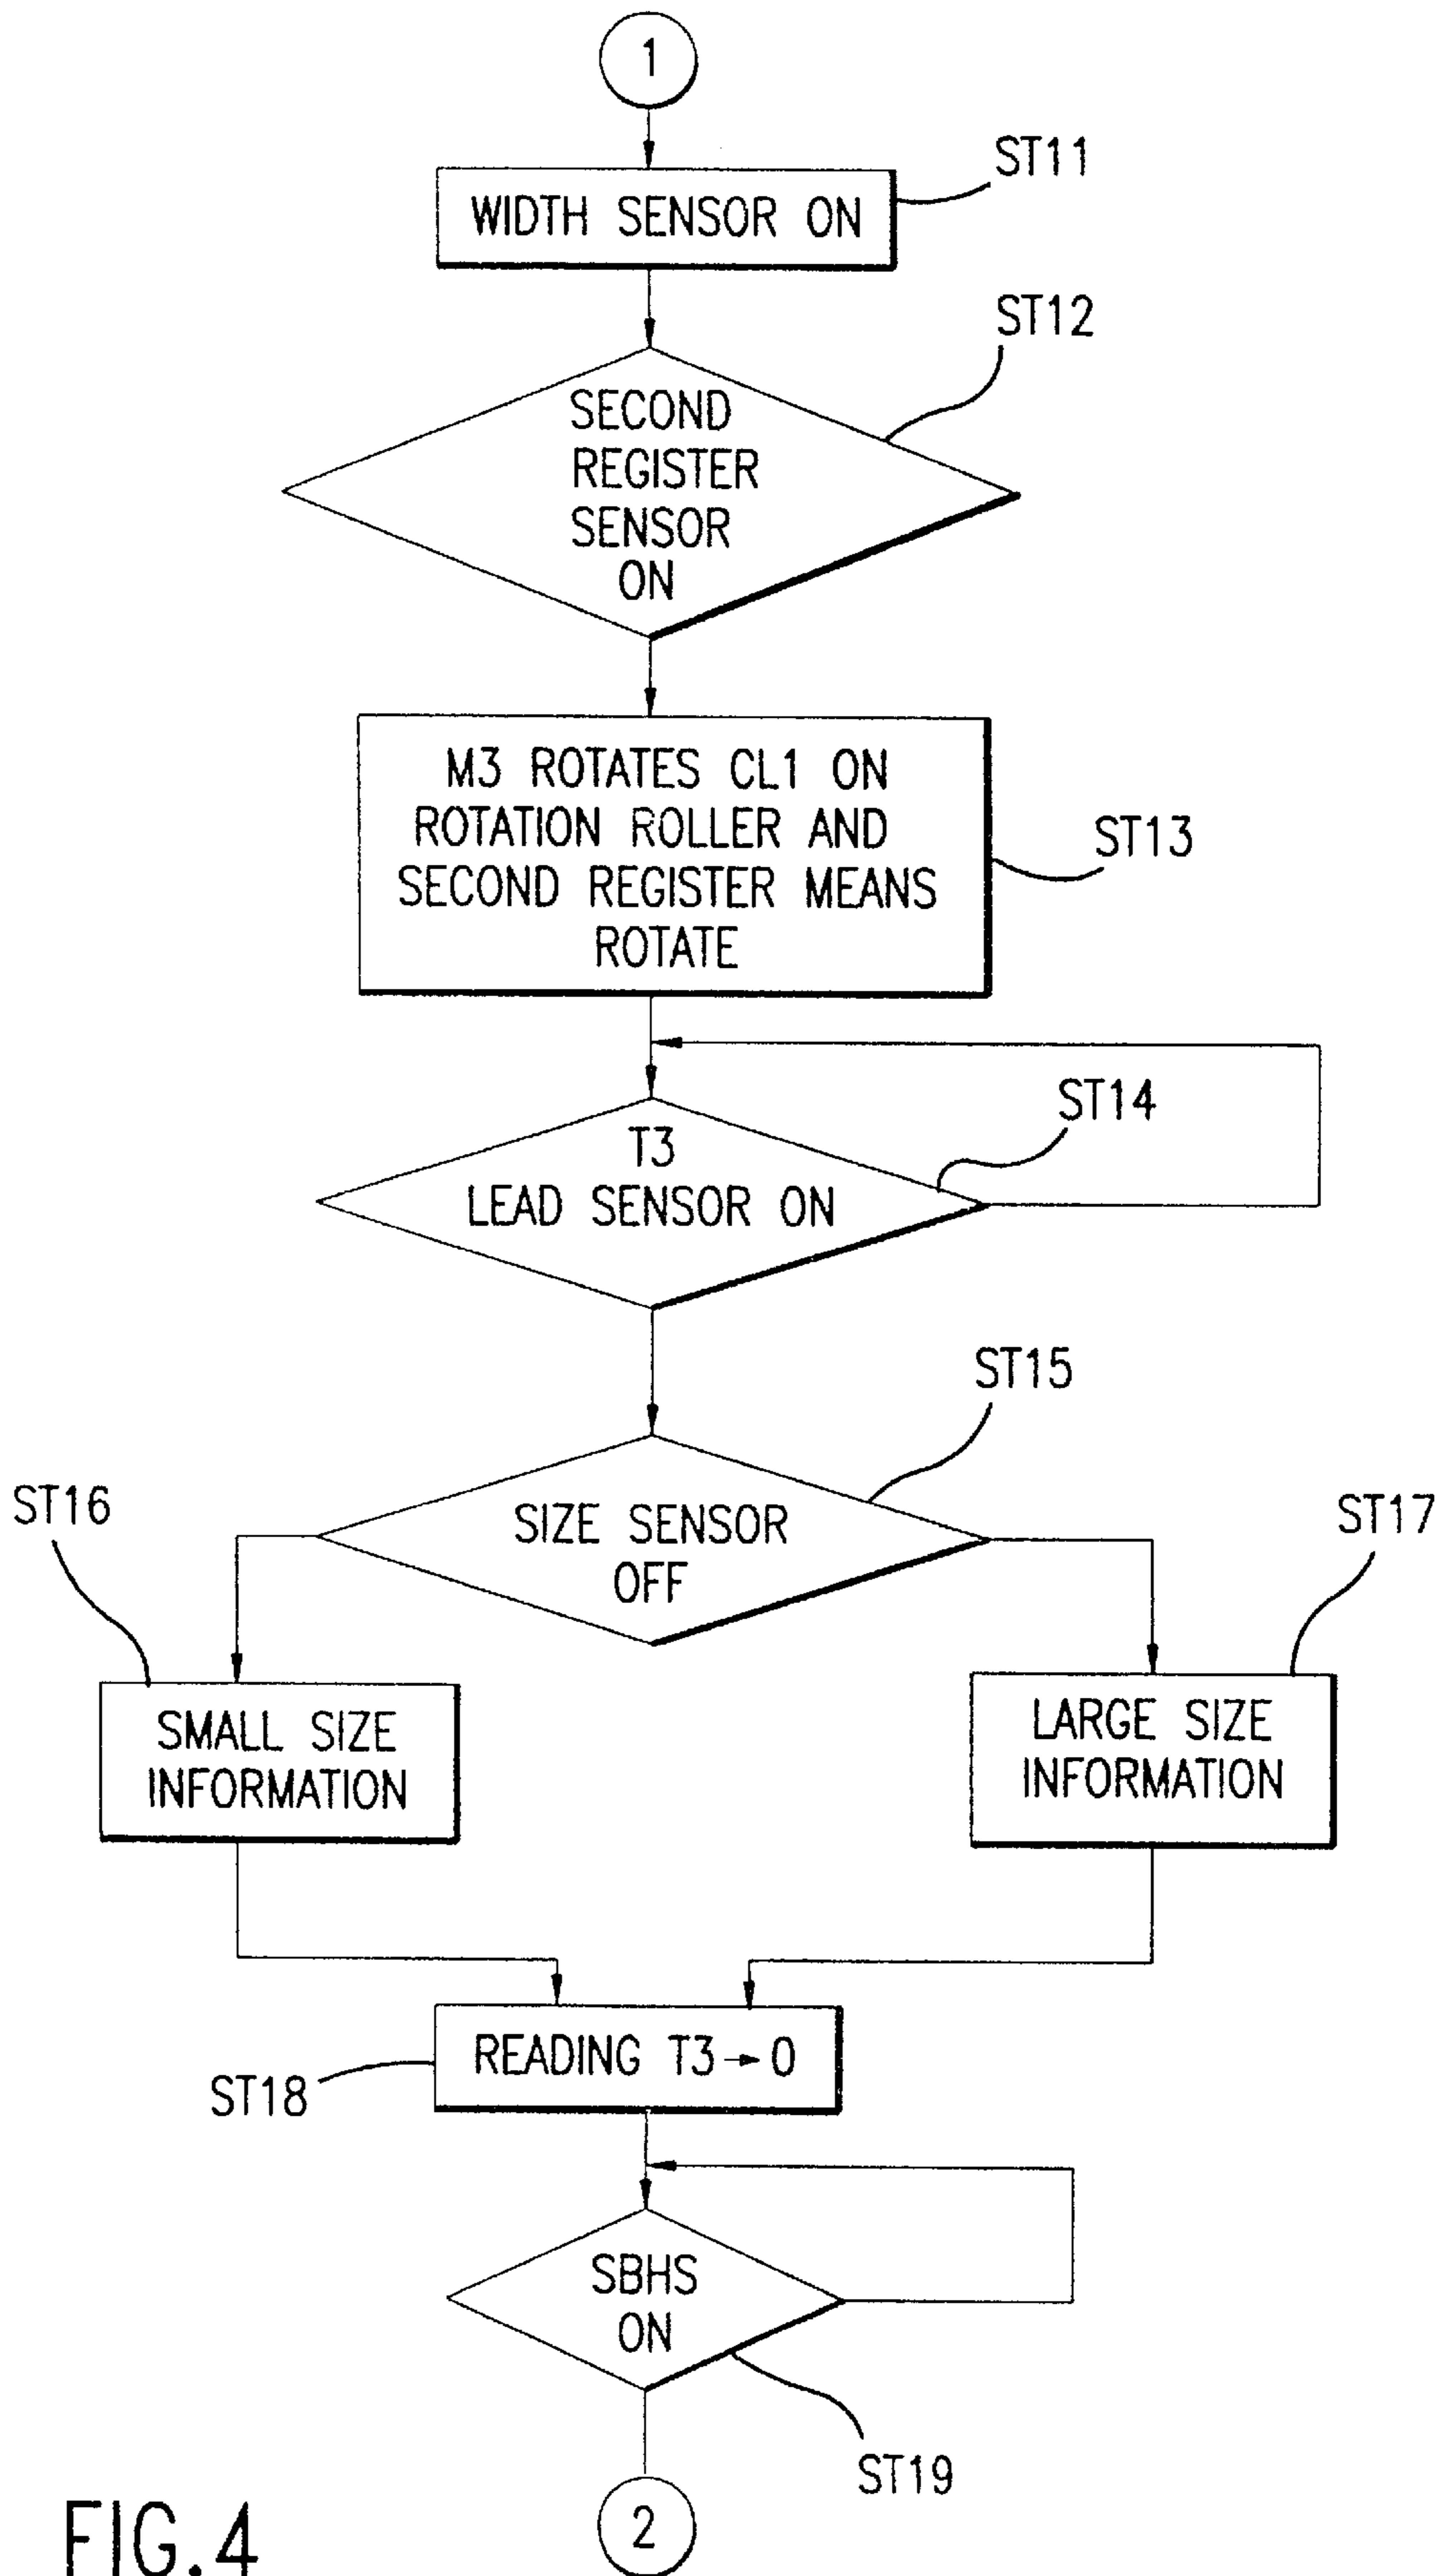 1
ST11
WIDTH SENSOR ON
ST12
SECOND
REGISTER
SENSOR
ON
M3 ROTATES CL1 ON
ROTATION ROLLER AND
SECOND REGISTER MEANS
ROTATE
ST13
ST14
T3
LEAD SENSOR ON
ST15
SIZE SENSOR
OFF
ST16
ST17
SMALL SIZE
INFORMATION
LARGE SIZE
INFORMATION
READING T3→0
ST18
SBHS
ON
ST19
2
FIG.4